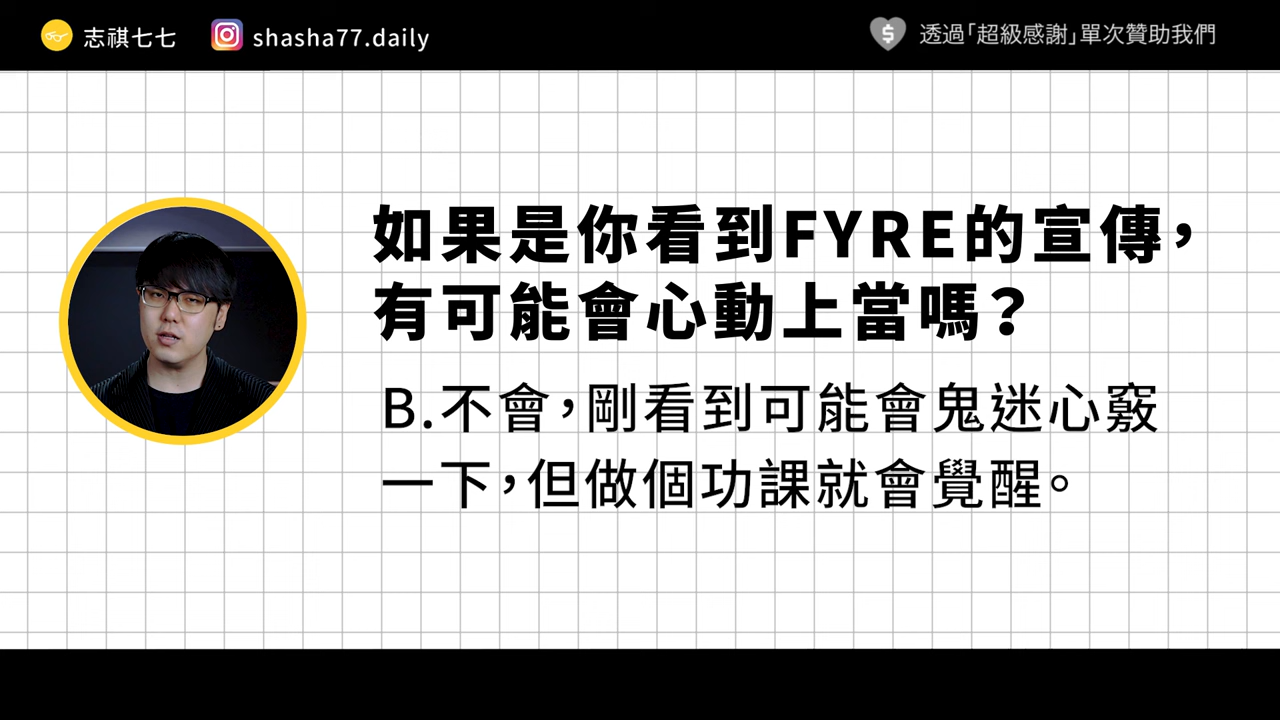 志祺七七
shasha77.daily
透過「超級感謝」單次贊助我們
如果是你看到FYRE的宣傳，
有可能會心動上當嗎？
B.不會，剛看到可能會鬼迷心竅
一下，但做個功課就會覺醒。